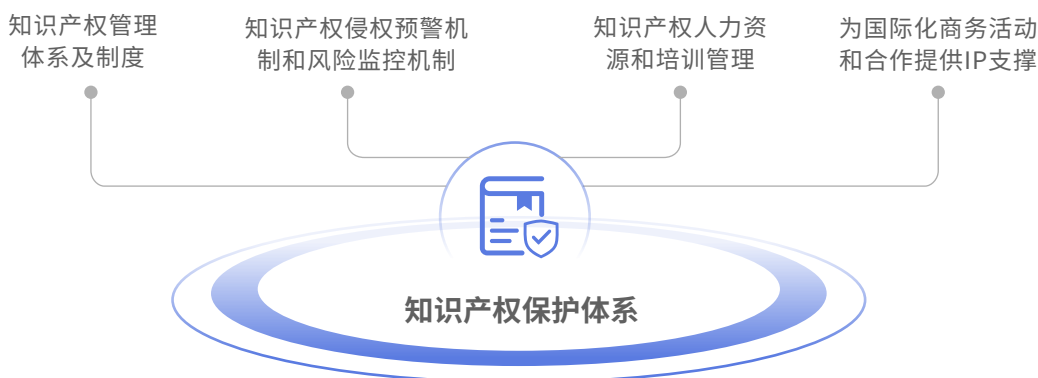 知识产权管理
体系及制度
知识产权侵权预警机
制和风险监控机制
知识产权人力资
源和培训管理
为国际化商务活动
和合作提供IP支撑
知识产权保护体系